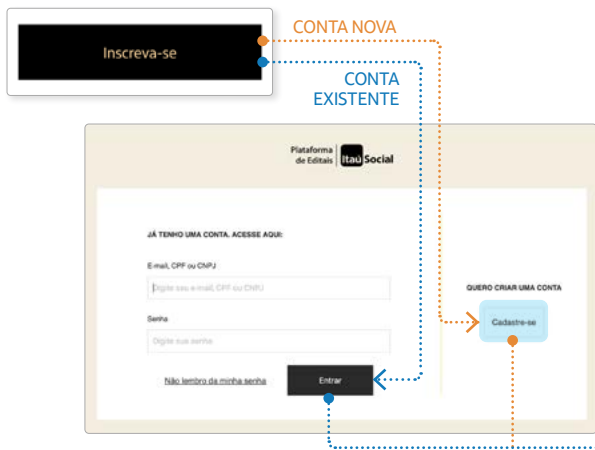 Inscreva-se
CONTA NOVA
CONTA
EXISTENTE
Plataforma
de Editais
Itaú Social
JÁ TENHO UMA CONTA. ACESSE AQUI:
E-mail, CPF ou CNPJ
Digite seu e-mail, CPF ou CNPJ
Senha
Digite sua senha
Não lembro da minha senha
Entrar
QUERO CRIAR UMA CONTA
Cadastre-se